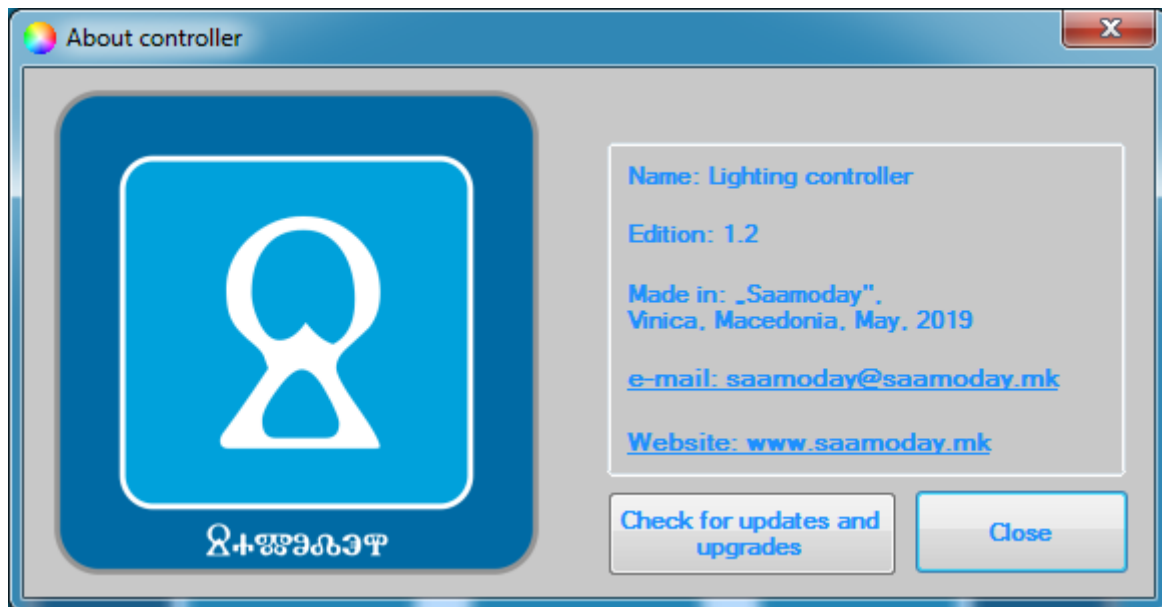 About controller
Ⱄ
Name: Lighting controller
Edition: 1.2
Made in: „Saamoday",
Vinica, Macedonia, May, 2019
e-mail: saamoday@saamoday.mk
Website: www.saamoday.mk
Check for updates and
upgrades
Close